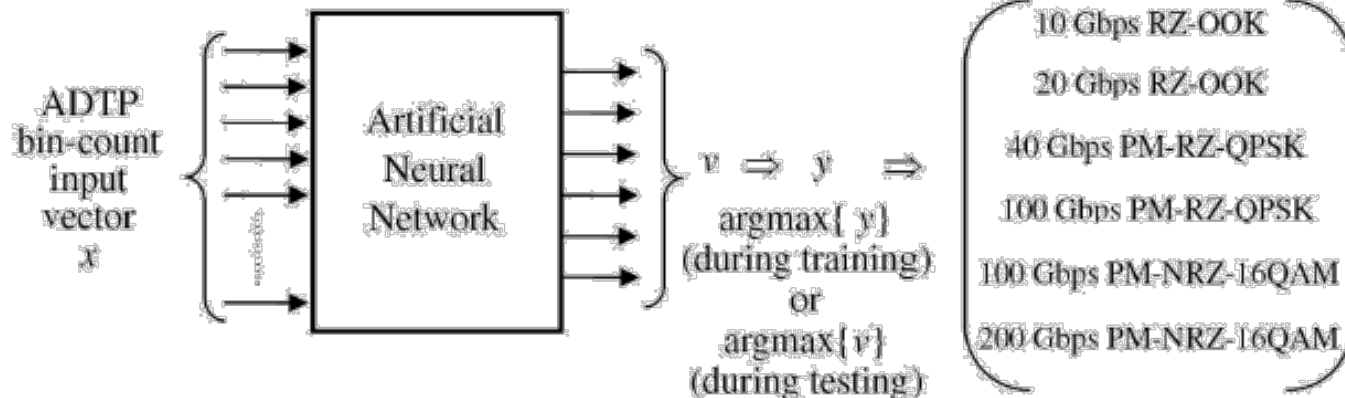 ADTP
bin-count
input
vector
x
Artificial
Neural
Network
v ⇒ y ⇒
argmax{ y}
(during training)
or
argmax{v}
(during testing)
10 Gbps RZ-OOK
20 Gbps RZ-OOK
40 Gbps PM-RZ-QPSK
100 Gbps PM-RZ-QPSK
100 Gbps PM-NRZ-16QAM
200 Gbps PM-NRZ-16QAM